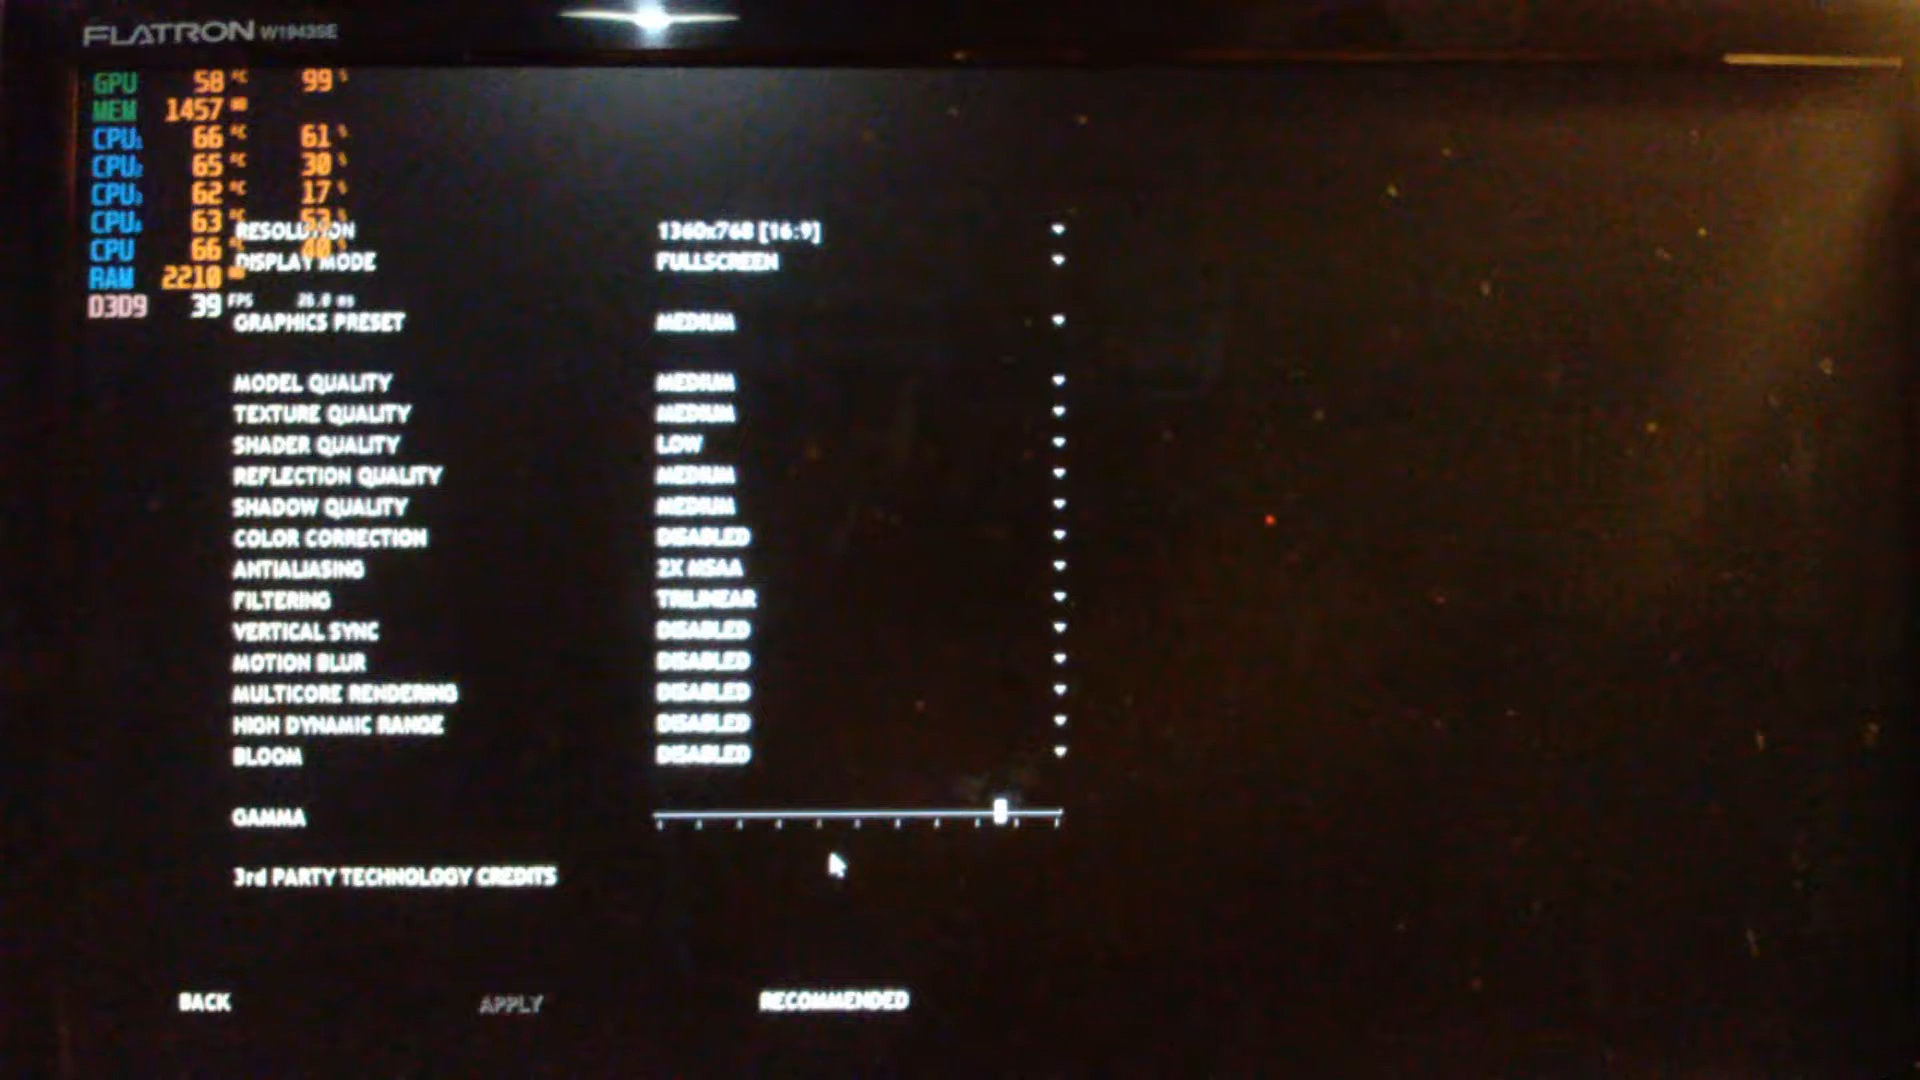 FLATRON W1943SE
GPU 58 °C 99 %
MEM 1457 MB
CPU1 66 °C 61 %
CPU2 65 °C 30 %
CPU3 62 °C 17 %
CPU4 63 °C
CPU 66 °C
RAM 2210 MB
D3D9 39 FPS
RESOLUTION 1360x768 [16:9]
DISPLAY MODE FULLSCREEN
GRAPHICS PRESET MEDIUM
MODEL QUALITY MEDIUM
TEXTURE QUALITY MEDIUM
SHADER QUALITY LOW
REFLECTION QUALITY MEDIUM
SHADOW QUALITY MEDIUM
COLOR CORRECTION DISABLED
ANTIALIASING 2X MSAA
FILTERING TRILINEAR
VERTICAL SYNC DISABLED
MOTION BLUR DISABLED
MULTICORE RENDERING DISABLED
HIGH DYNAMIC RANGE DISABLED
BLOOM DISABLED
GAMMA
3rd PARTY TECHNOLOGY CREDITS
BACK APPLY RECOMMENDED